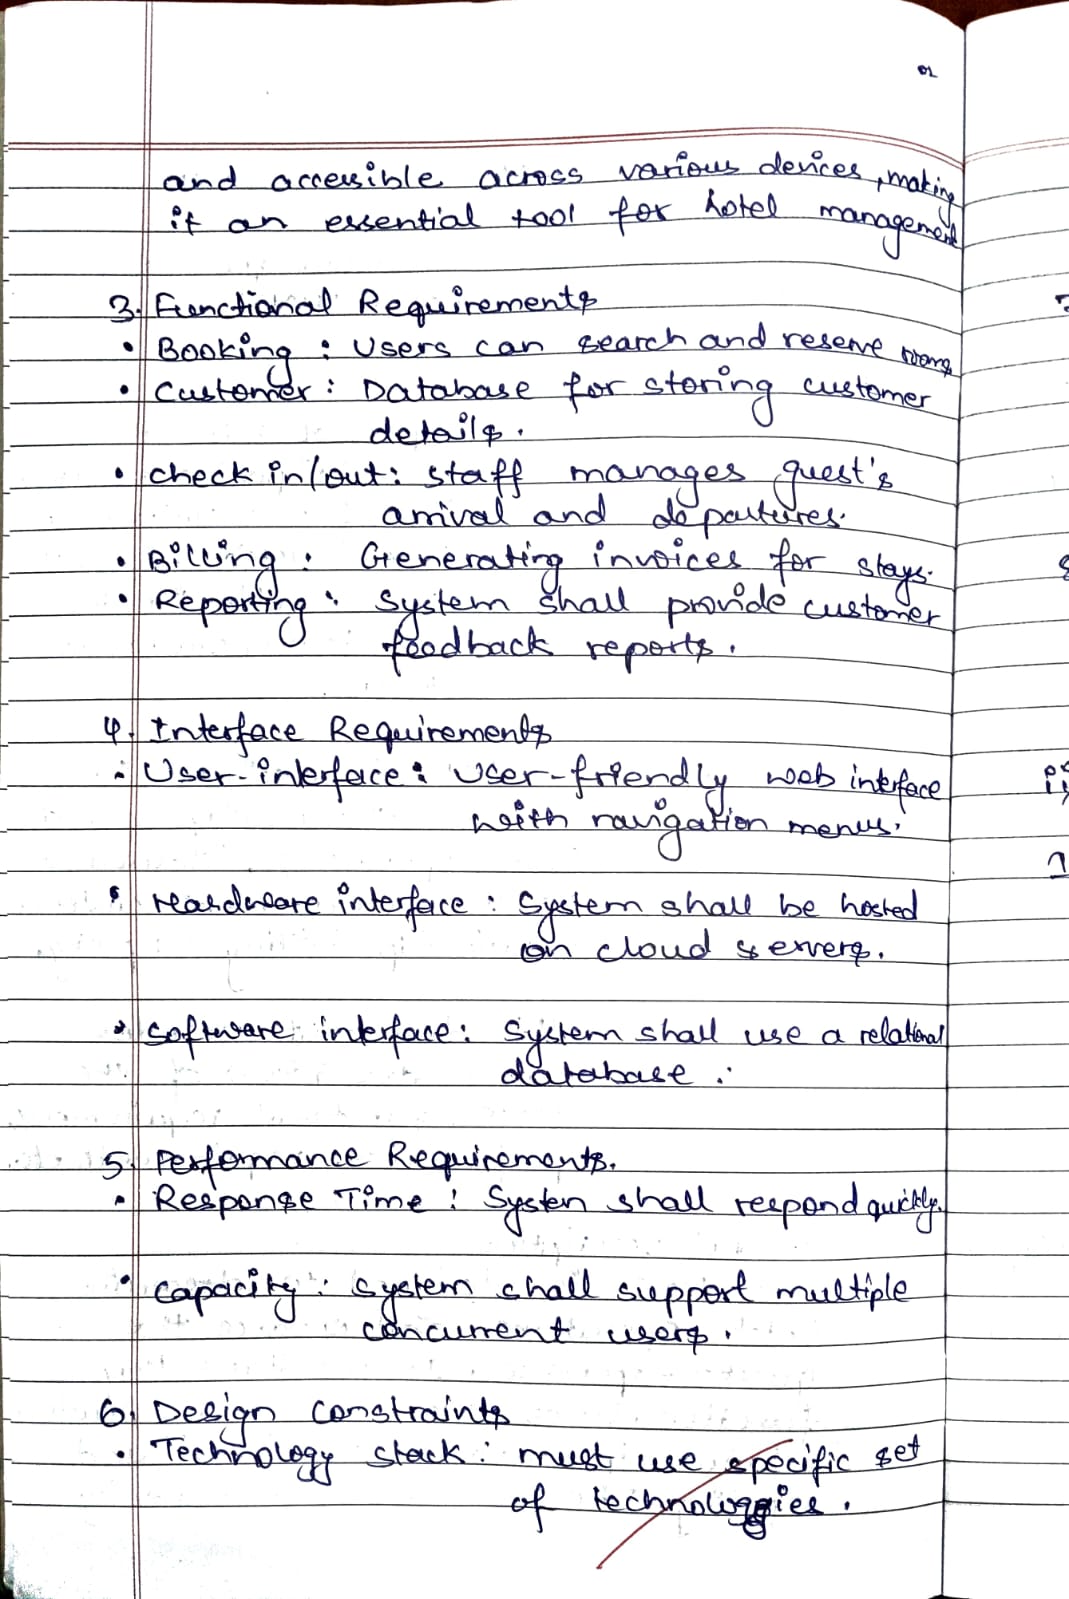 02
and accessible across various devices, making
it an essential tool for hotel management
3. Functional Requirements
• Booking : Users can search and reserve rooms
• Customer : Database for storing customer
details.
• check in/out : staff manages guest's
arrival and departures.
• Billing : Generating invoices for stays.
• Reporting : System shall provide customer
feedback reports.
4. Interface Requirements
• User-interface : User-friendly web interface
with navigation menus.
• Hardware interface : System shall be hosted
on cloud servers.
• Software interface : System shall use a relational
database.
5. Performance Requirements.
• Response Time : System shall respond quickly.
• Capacity : System shall support multiple
concurrent users.
6. Design Constraints
• Technology stack : must use specific set
of technologies.